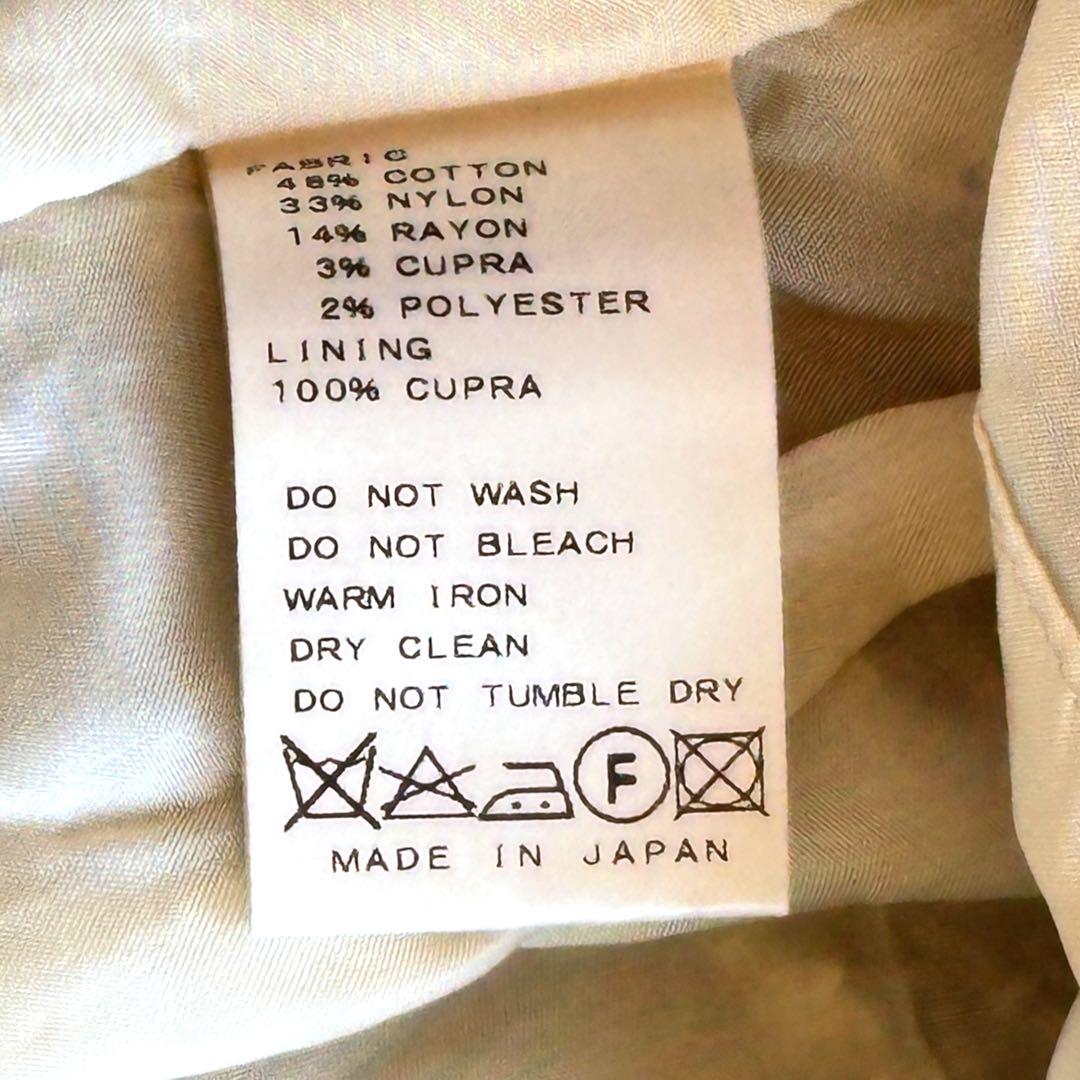 FABRIC
48% COTTON
33% NYLON
14% RAYON
3% CUPRA
2% POLYESTER
LINING
100% CUPRA
DO NOT WASH
DO NOT BLEACH
WARM IRON
DRY CLEAN
DO NOT TUMBLE DRY
F
MADE IN JAPAN